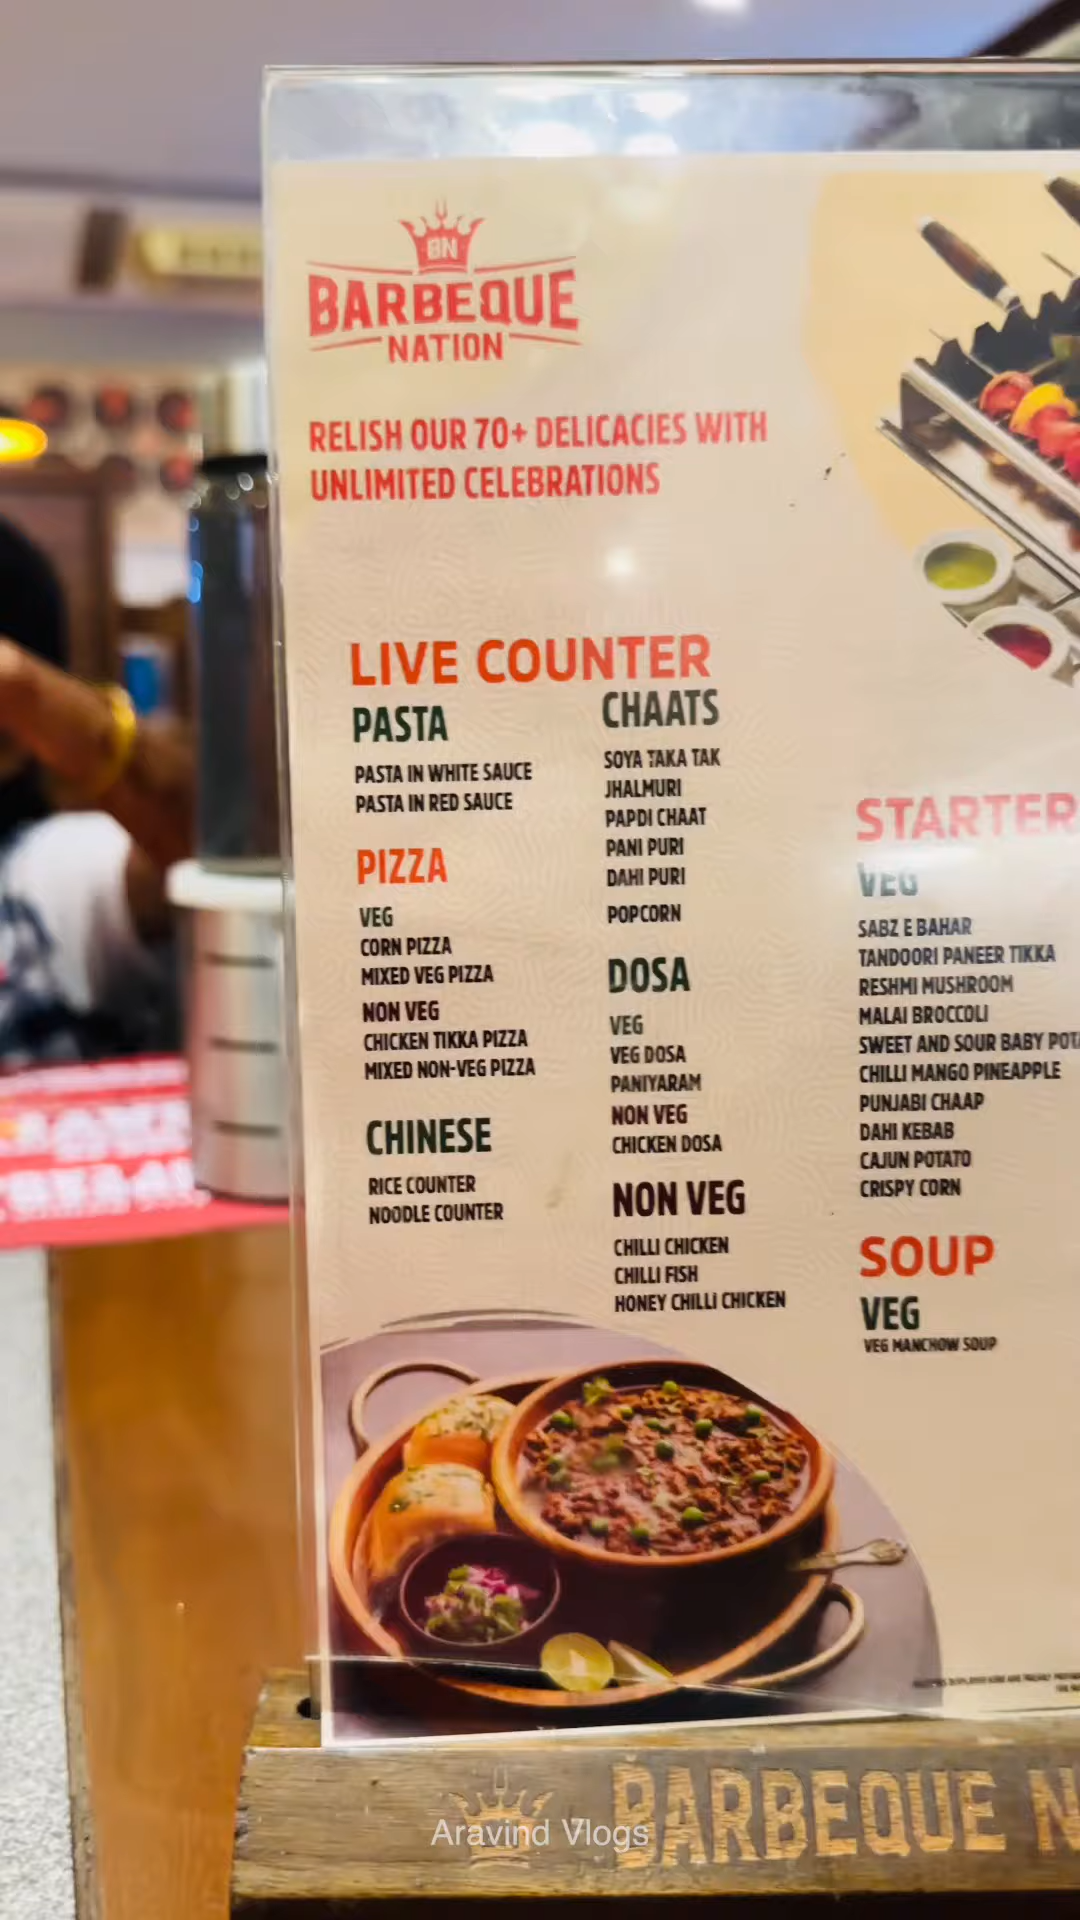 BN
BARBEQUE
NATION
RELISH OUR 70+ DELICACIES WITH
UNLIMITED CELEBRATIONS
LIVE COUNTER
PASTA
PASTA IN WHITE SAUCE
PASTA IN RED SAUCE
PIZZA
VEG
CORN PIZZA
MIXED VEG PIZZA
NON VEG
CHICKEN TIKKA PIZZA
MIXED NON-VEG PIZZA
CHINESE
RICE COUNTER
NOODLE COUNTER
CHAATS
SOYA TAKA TAK
JHALMURI
PAPDI CHAAT
PANI PURI
DAHI PURI
POPCORN
DOSA
VEG
VEG DOSA
PANIYARAM
NON VEG
CHICKEN DOSA
NON VEG
CHILLI CHICKEN
CHILLI FISH
HONEY CHILLI CHICKEN
STARTER
VEG
SABZ E BAHAR
TANDOORI PANEER TIKKA
RESHMI MUSHROOM
MALAI BROCCOLI
SWEET AND SOUR BABY POT
CHILLI MANGO PINEAPPLE
PUNJABI CHAAP
DAHI KEBAB
CAJUN POTATO
CRISPY CORN
SOUP
VEG
VEG MANCHOW SOUP
BARBEQUE N
Aravind Vlogs